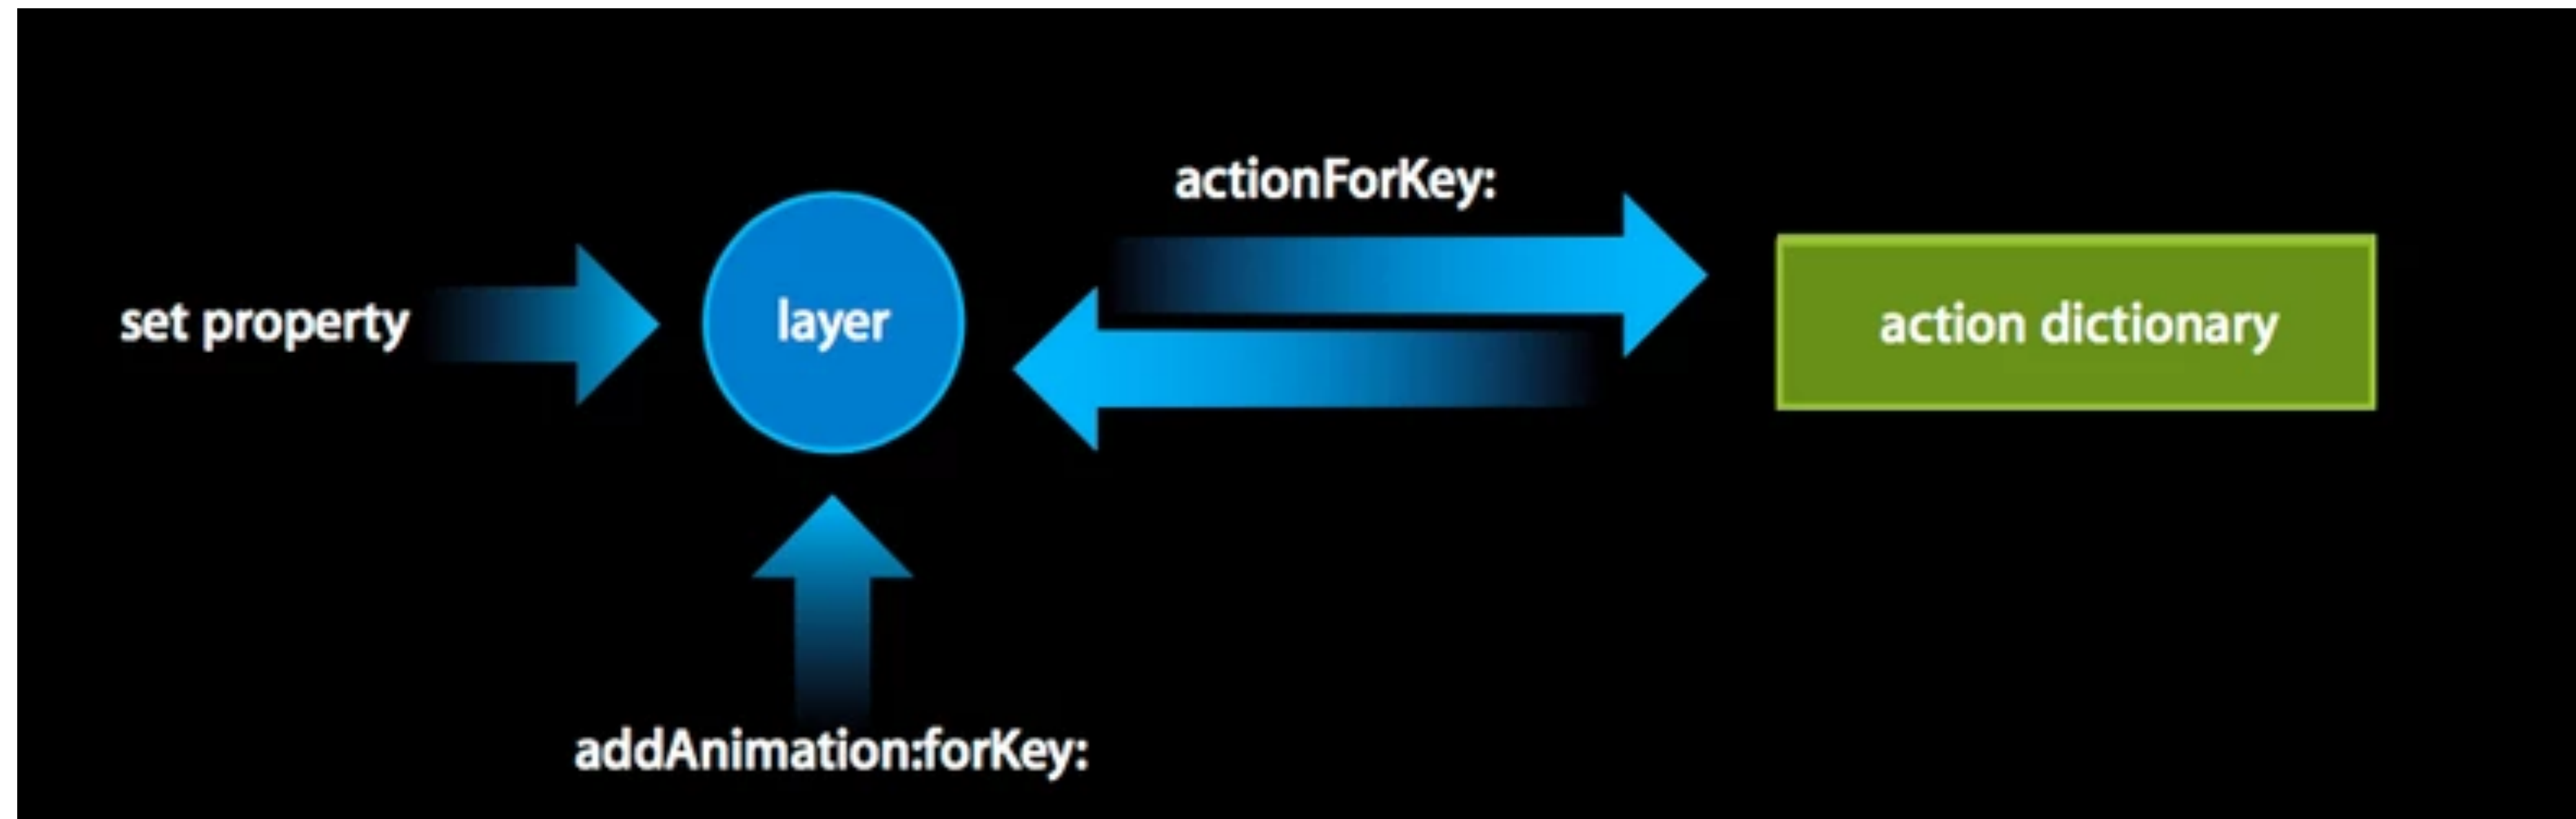 actionForKey:
set property
layer
action dictionary
addAnimation:forKey: